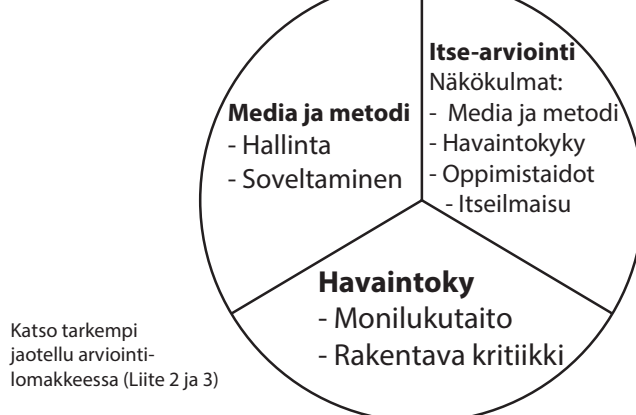 Media ja metodi
- Hallinta
- Soveltaminen
Itse-arviointi
Näkökulmat:
- Media ja metodi
- Havaintokyky
- Oppimistaidot
- Itseilmaisu
Havaintoky
- Monilukutaito
- Rakentava kritiikki
Katso tarkempi
jaotellu arviointi-
lomakkeessa (Liite 2 ja 3)